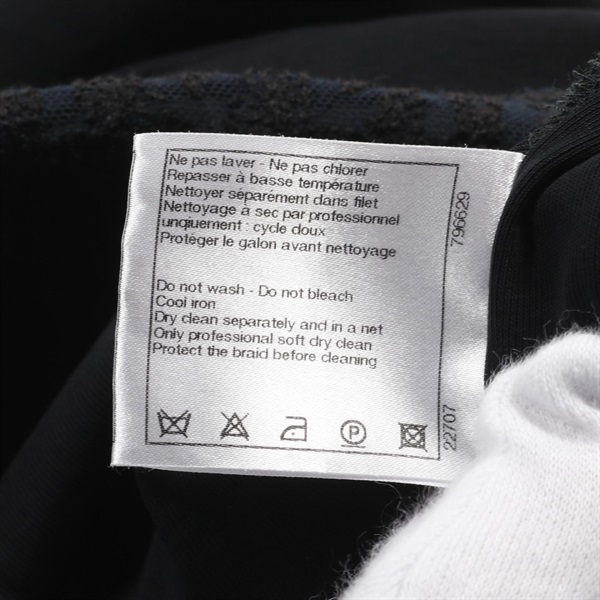 Ne pas laver - Ne pas chlorer
Repasser à basse température
Nettoyer séparément dans filet
Nettoyage à sec par professionnel
unqiuement : cycle doux
Protéger le galon avant nettoyage
Do not wash - Do not bleach
Cool iron
Dry clean separately and in a net
Only professional soft dry clean
Protect the braid before cleaning
P
796629
22707